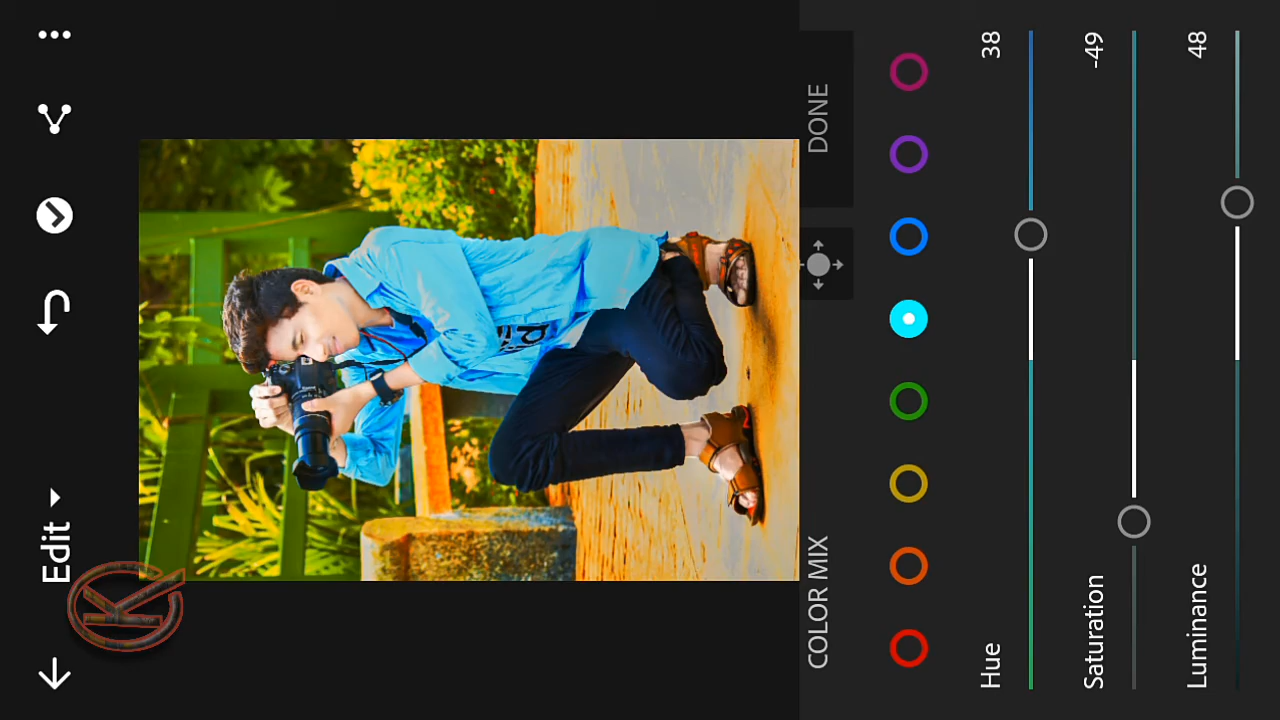 Edit
COLOR MIX
DONE
Hue
38
Saturation
-49
Luminance
48